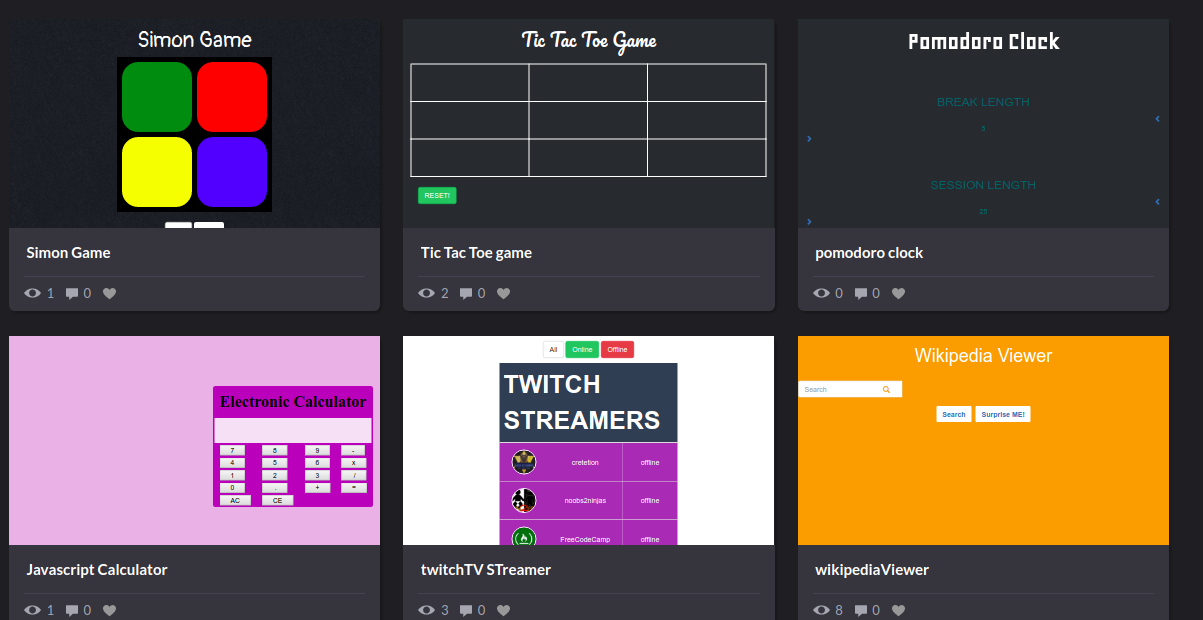 Simon Game
Simon Game
1 0
Tic Tac Toe Game
RESET!
Tic Tac Toe game
2 0
Pomodoro Clock
BREAK LENGTH
5
SESSION LENGTH
25
pomodoro clock
0 0
Electronic Calculator
7 8 9 -
4 5 6 x
1 2 3 /
0 . + =
AC CE
Javascript Calculator
1 0
All Online Offline
TWITCH
STREAMERS
cretetion offline
noobs2ninjas offline
FreeCodeCamp offline
twitchTV STreamer
3 0
Wikipedia Viewer
Search
Search Surprise ME!
wikipediaViewer
8 0